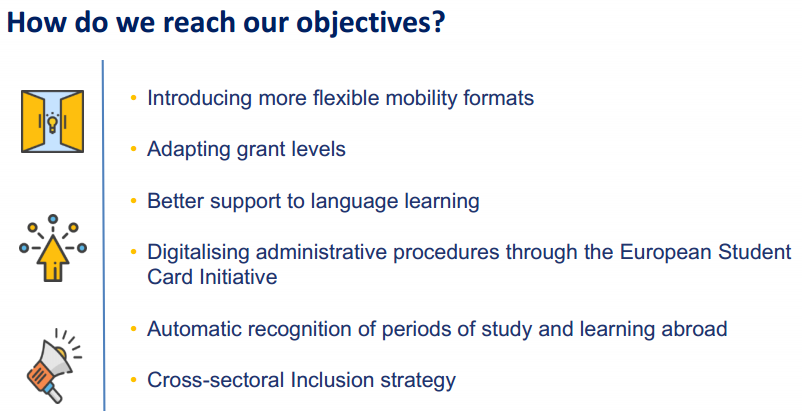 How do we reach our objectives?
• Introducing more flexible mobility formats
• Adapting grant levels
• Better support to language learning
• Digitalising administrative procedures through the European Student
Card Initiative
• Automatic recognition of periods of study and learning abroad
• Cross-sectoral Inclusion strategy